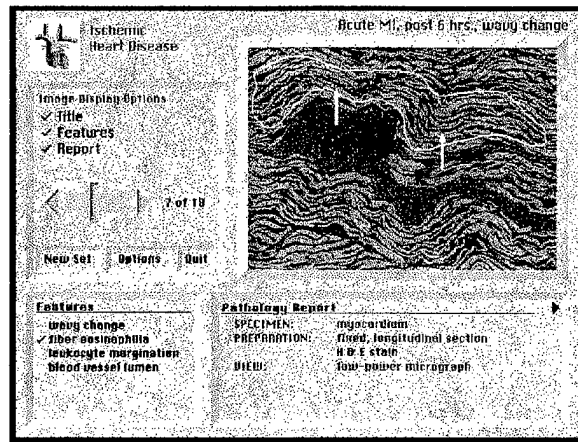 Ischemic
Heart Disease
Acute MI, post 6 hrs., wavy change
Image Display Options
✓ Title
✓ Features
✓ Report
7 of 18
New Set
Options
Quit
Features
wavy change
✓ fiber eosinophilia
leukocyte margination
blood vessel lumen
Pathology Report
SPECIMEN: myocardium
PREPARATION: fixed, longitudinal section
H & E stain
VIEW: low-power micrograph